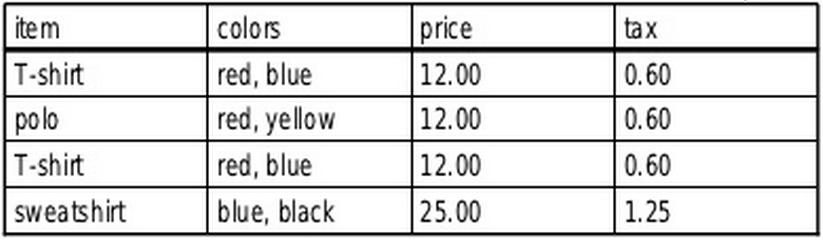 item colors price tax
T-shirt red, blue 12.00 0.60
polo red, yellow 12.00 0.60
T-shirt red, blue 12.00 0.60
sweatshirt blue, black 25.00 1.25